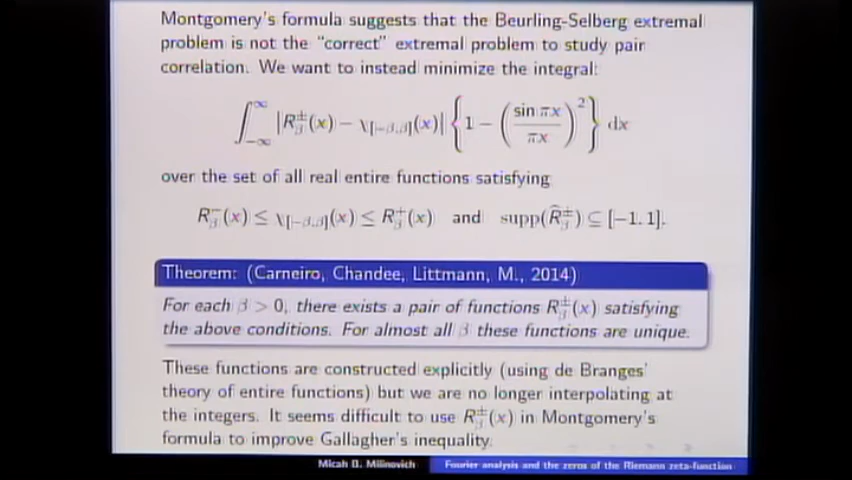 Montgomery's formula suggests that the Beurling-Selberg extremal
problem is not the "correct" extremal problem to study pair
correlation. We want to instead minimize the integral:
∫_{-∞}^{∞} |R_β^±(x) − χ_{[−β,β]}(x)| {1 − (sin πx / πx)^2} dx
over the set of all real entire functions satisfying
R_β^−(x) ≤ χ_{[−β,β]}(x) ≤ R_β^+(x) and supp(R̂_β^±) ⊆ [−1, 1].
Theorem: (Carneiro, Chandee, Littmann, M., 2014)
For each β > 0, there exists a pair of functions R_β^±(x) satisfying
the above conditions. For almost all β these functions are unique.
These functions are constructed explicitly (using de Branges'
theory of entire functions) but we are no longer interpolating at
the integers. It seems difficult to use R_β^±(x) in Montgomery's
formula to improve Gallagher's inequality.
Micah B. Milinovich Fourier analysis and the zeros of the Riemann zeta-function